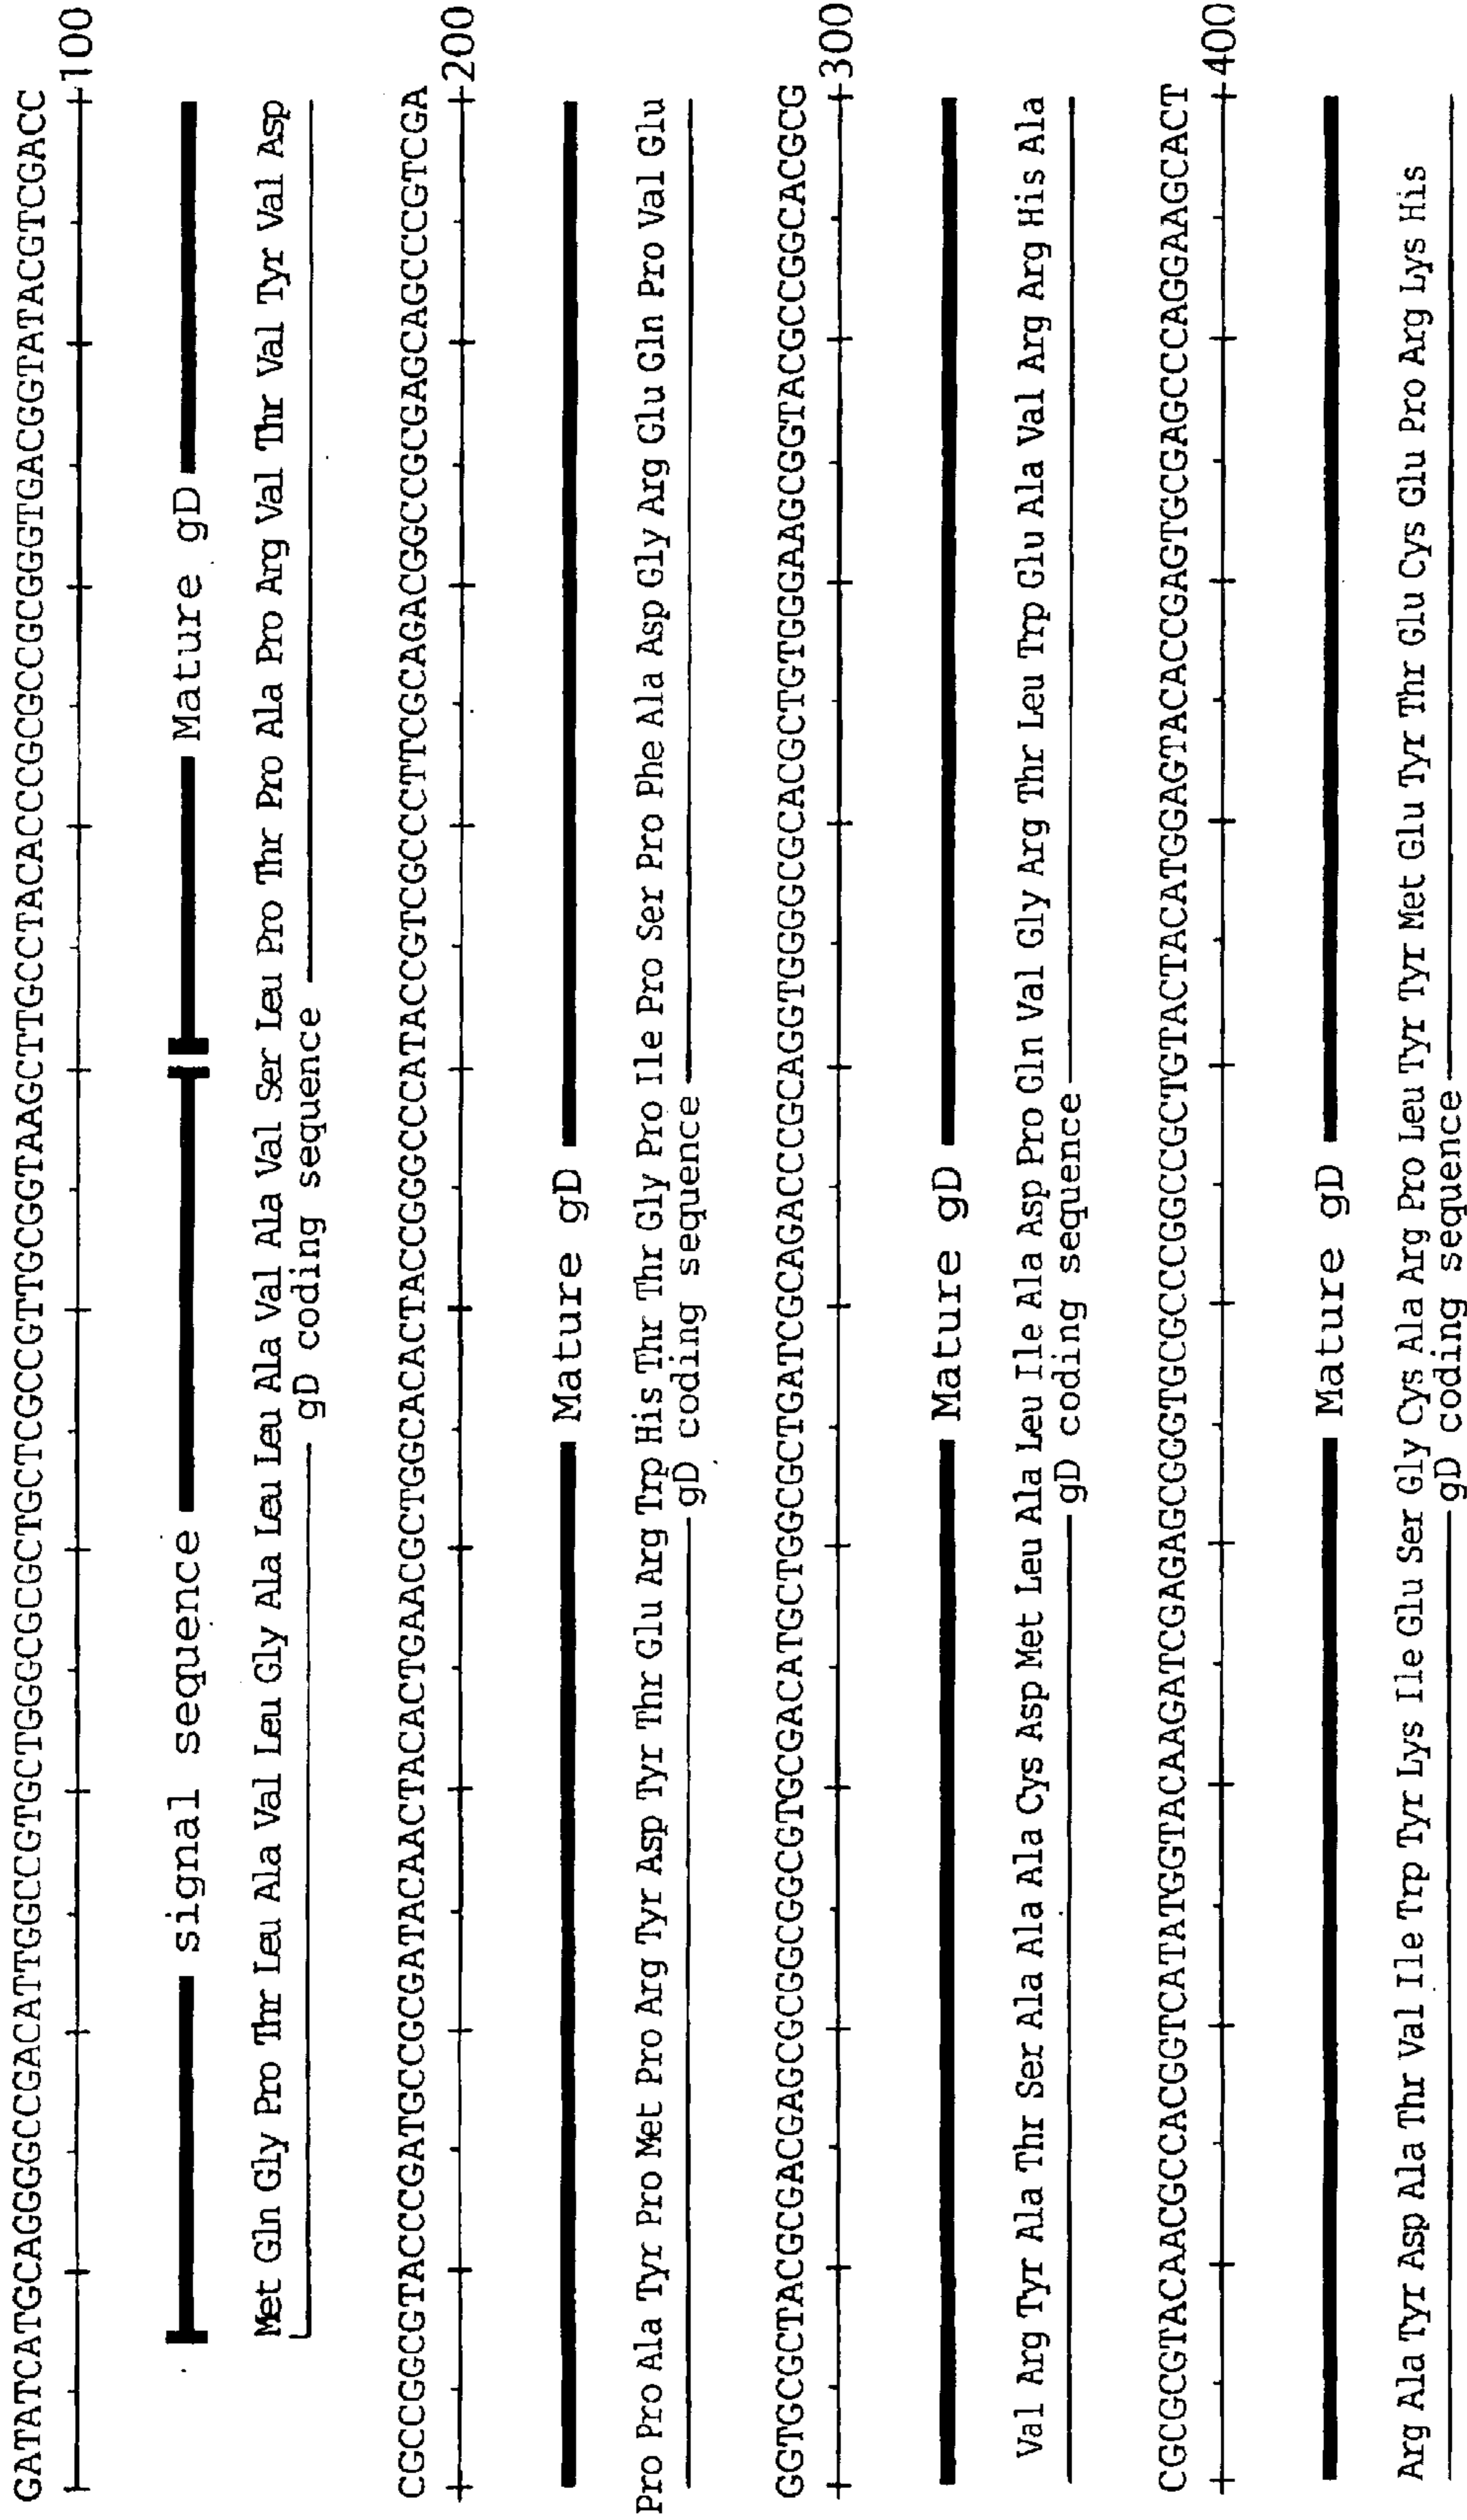 GATATCATGCAGGGGCCGACATTGGCCGTGCTGGGCGCGCTGCTCGCCGTTGCGGTAAGCTTGCCTACACCCGCGCCGCGGGTGACGGTATACGTCGACC
100
signal sequence Mature gD
Met Gln Gly Pro Thr Leu Ala Val Leu Gly Ala Leu Leu Ala Val Ala Val Ser Leu Pro Thr Pro Ala Pro Arg Val Thr Val Tyr Val Asp
gD coding sequence
CGCCGGCGTACCCGATGCCGCGATACAACTACACTGAACGCTGGCACACTACCGGGCCCATACCGTCGCCCTTCGCAGACGGCCGCGAGCAGCCCGTCGA
200
Mature gD
Pro Pro Ala Tyr Pro Met Pro Arg Tyr Asp Tyr Thr Glu Arg Trp His Thr Thr Gly Pro Ile Pro Ser Pro Phe Ala Asp Gly Arg Glu Gln Pro Val Glu
gD coding sequence
GGTGCGCTACGCGACGAGCGCGGCGGCGTGCGACATGCTGGCGCTGATCGCAGACCCGCAGGTGGGGCGCACGCTGTGGGAAGCGGTACGCCGGCACGCG
300
Mature gD
Val Arg Tyr Ala Thr Ser Ala Ala Ala Cys Asp Met Leu Ala Leu Ile Ala Asp Pro Gln Val Gly Arg Thr Leu Trp Glu Ala Val Arg Arg His Ala
gD coding sequence
CGCGCGTACAACGCCACGGTCATATGGTACAAGATCGAGAGCGGGTGCGCCCGGCCGCTGTACTACATGGAGTACACCGAGTGCGAGCCCAGGAAGCACT
400
Mature gD
Arg Ala Tyr Asp Ala Thr Val Ile Trp Tyr Lys Ile Glu Ser Gly Cys Ala Arg Pro Leu Tyr Tyr Met Glu Tyr Thr Glu Cys Glu Pro Arg Lys His
gD coding sequence